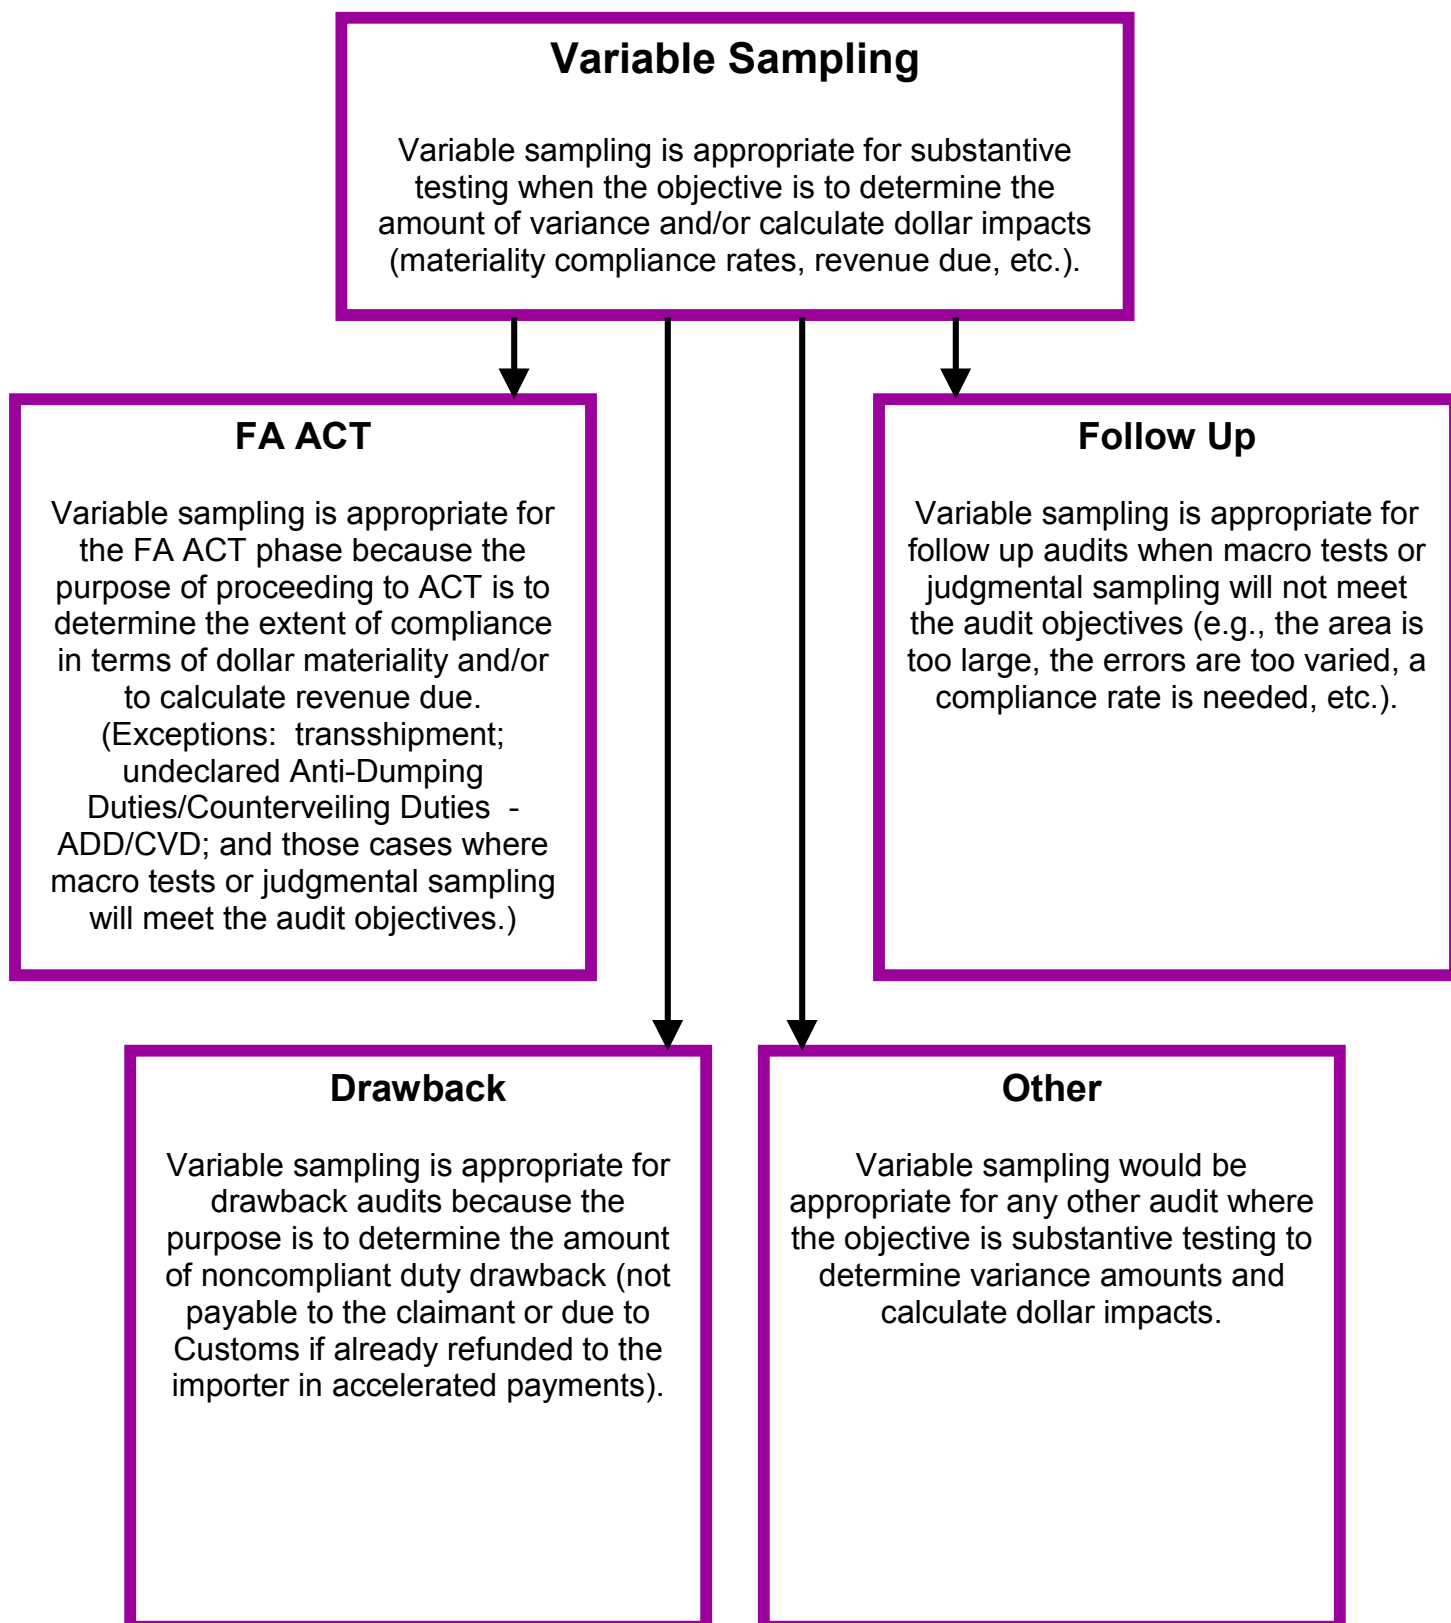 Variable Sampling
Variable sampling is appropriate for substantive
testing when the objective is to determine the
amount of variance and/or calculate dollar impacts
(materiality compliance rates, revenue due, etc.).
FA ACT
Variable sampling is appropriate for
the FA ACT phase because the
purpose of proceeding to ACT is to
determine the extent of compliance
in terms of dollar materiality and/or
to calculate revenue due.
(Exceptions:  transshipment;
undeclared Anti-Dumping
Duties/Counterveiling Duties  -
ADD/CVD; and those cases where
macro tests or judgmental sampling
will meet the audit objectives.)
Follow Up
Variable sampling is appropriate for
follow up audits when macro tests or
judgmental sampling will not meet
the audit objectives (e.g., the area is
too large, the errors are too varied, a
compliance rate is needed, etc.).
Drawback
Variable sampling is appropriate for
drawback audits because the
purpose is to determine the amount
of noncompliant duty drawback (not
payable to the claimant or due to
Customs if already refunded to the
importer in accelerated payments).
Other
Variable sampling would be
appropriate for any other audit where
the objective is substantive testing to
determine variance amounts and
calculate dollar impacts.